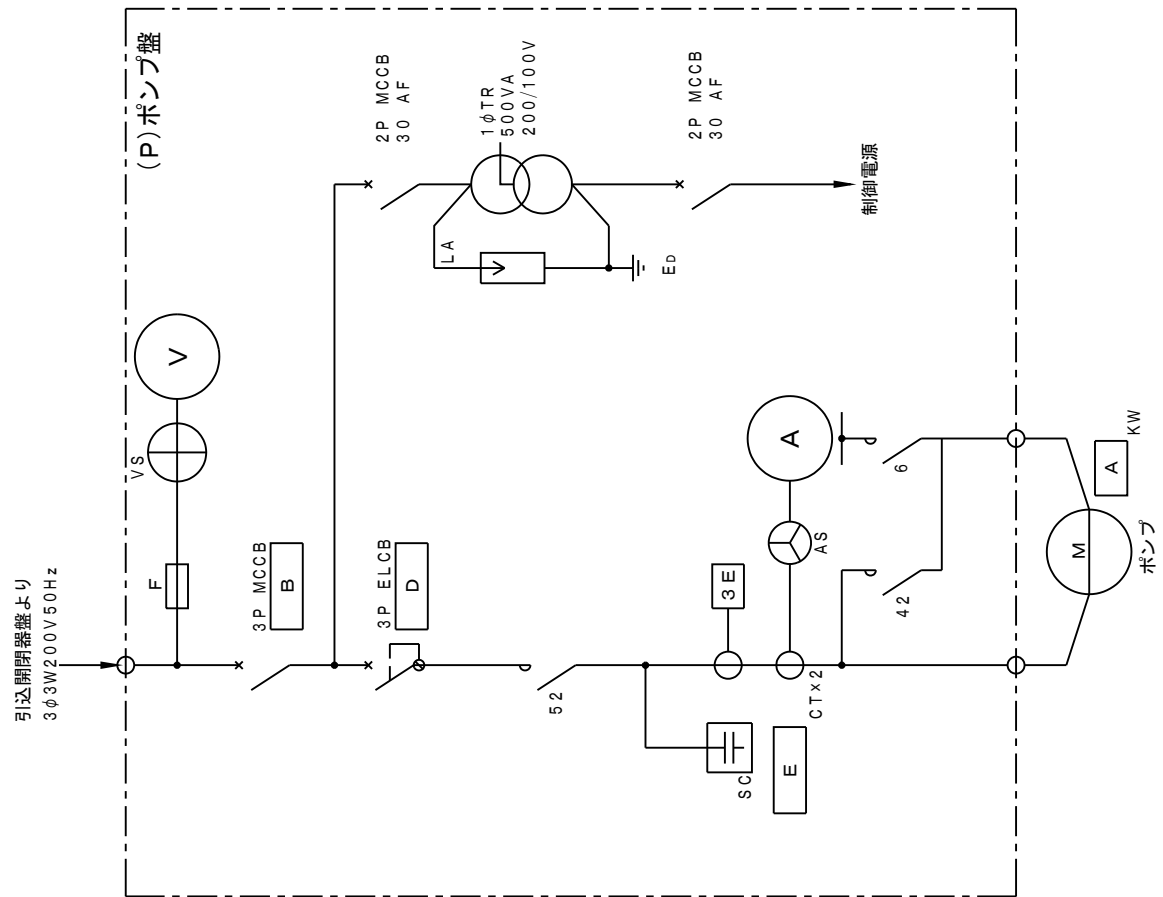 引込開閉器盤より
3φ3W200V50Hz
(P)ポンプ盤
F
VS
V
3P MCCB
B
2P MCCB
30 AF
3P ELCB
D
LA
1φTR
500VA
200/100V
ED
2P MCCB
30 AF
制御電源
52
SC
E
3E
CT×2
AS
A
42
6
M
ポンプ
A
KW